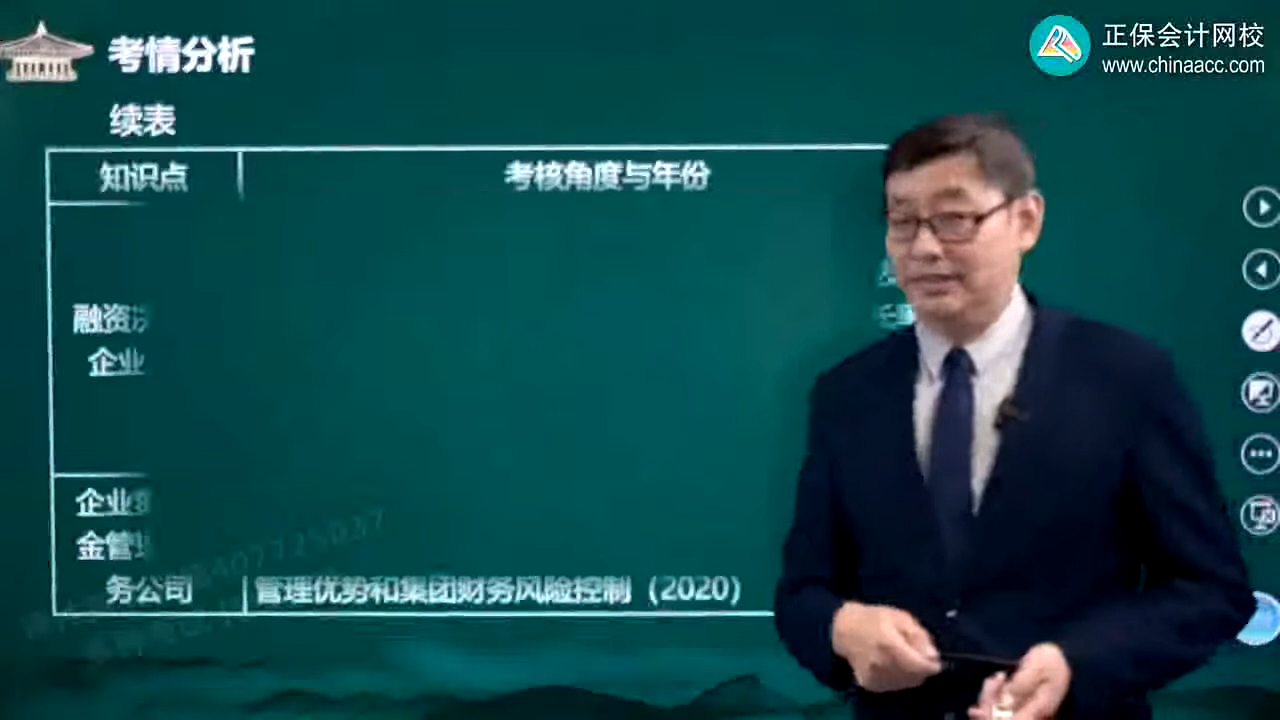 考情分析
正保会计网校
www.chinaacc.com
续表
知识点 考核角度与年份
融资
企业
企业
金管
务公司 管理优势和集团财务风险控制（2020）